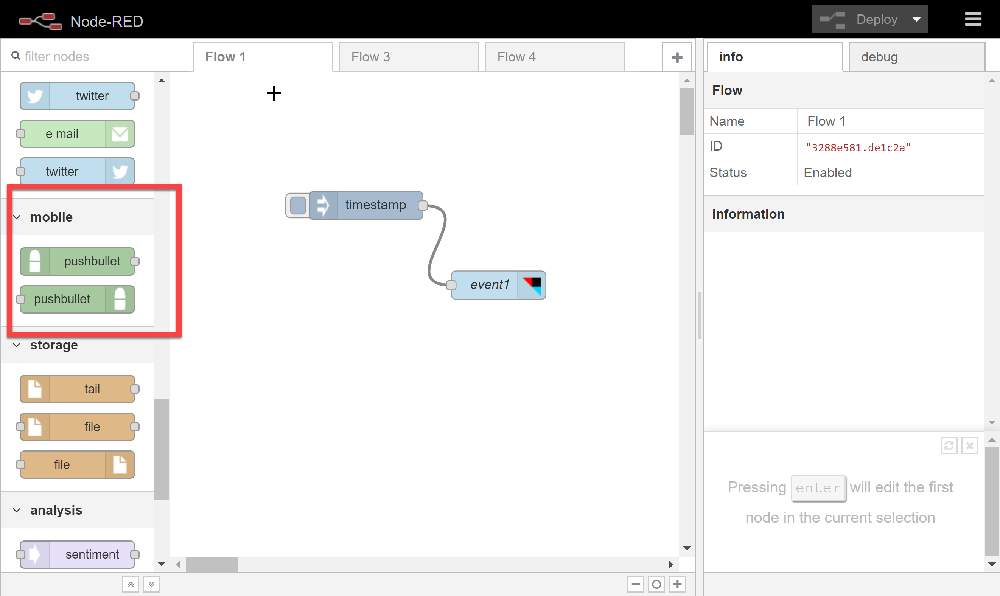 Node-RED
Deploy
filter nodes
Flow 1
Flow 3
Flow 4
info
debug
twitter
e mail
twitter
mobile
pushbullet
pushbullet
storage
tail
file
file
analysis
sentiment
timestamp
event1
Flow
Name Flow 1
ID "3288e581.de1c2a"
Status Enabled
Information
Pressing enter will edit the first
node in the current selection